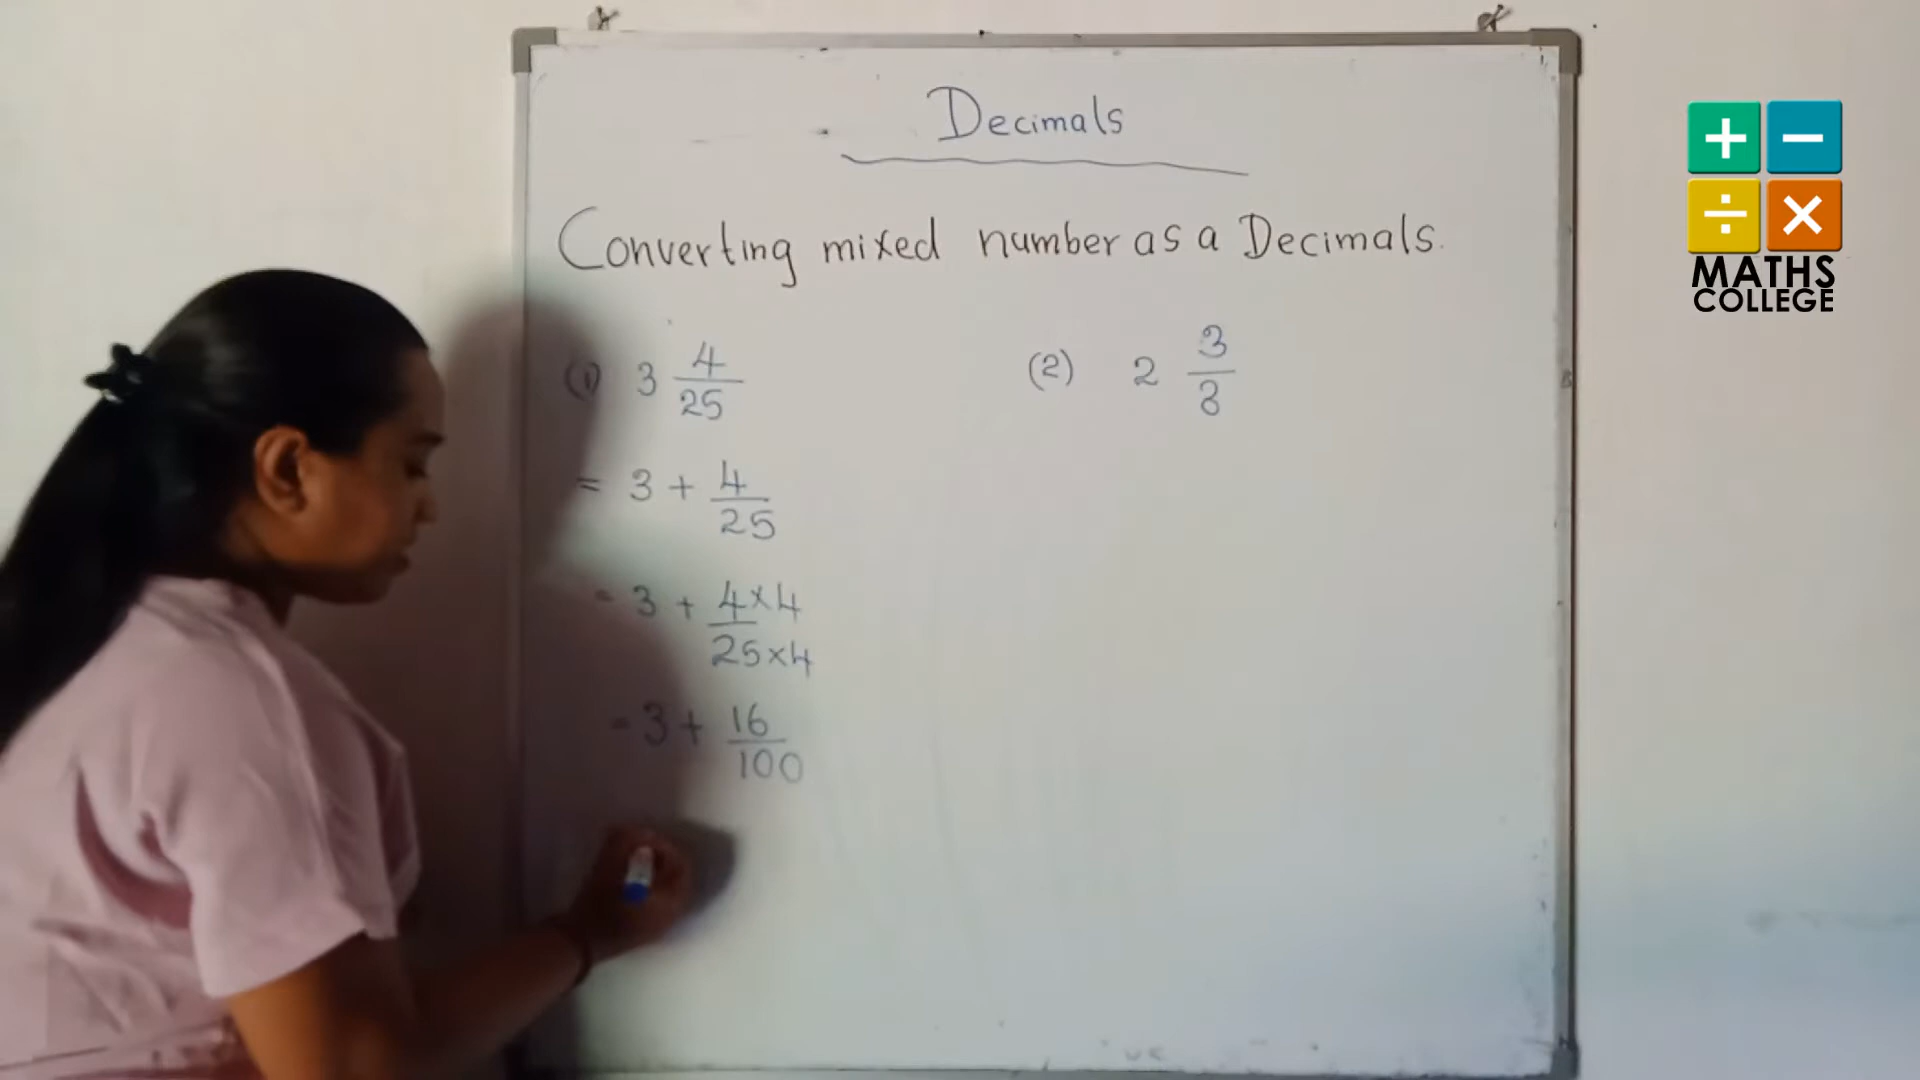 Decimals
Converting mixed number as a Decimals.
(1) 3 4/25
= 3 + 4/25
= 3 + 4×4/25×4
= 3 + 16/100
(2) 2 3/8
+ −
÷ ×
MATHS
COLLEGE